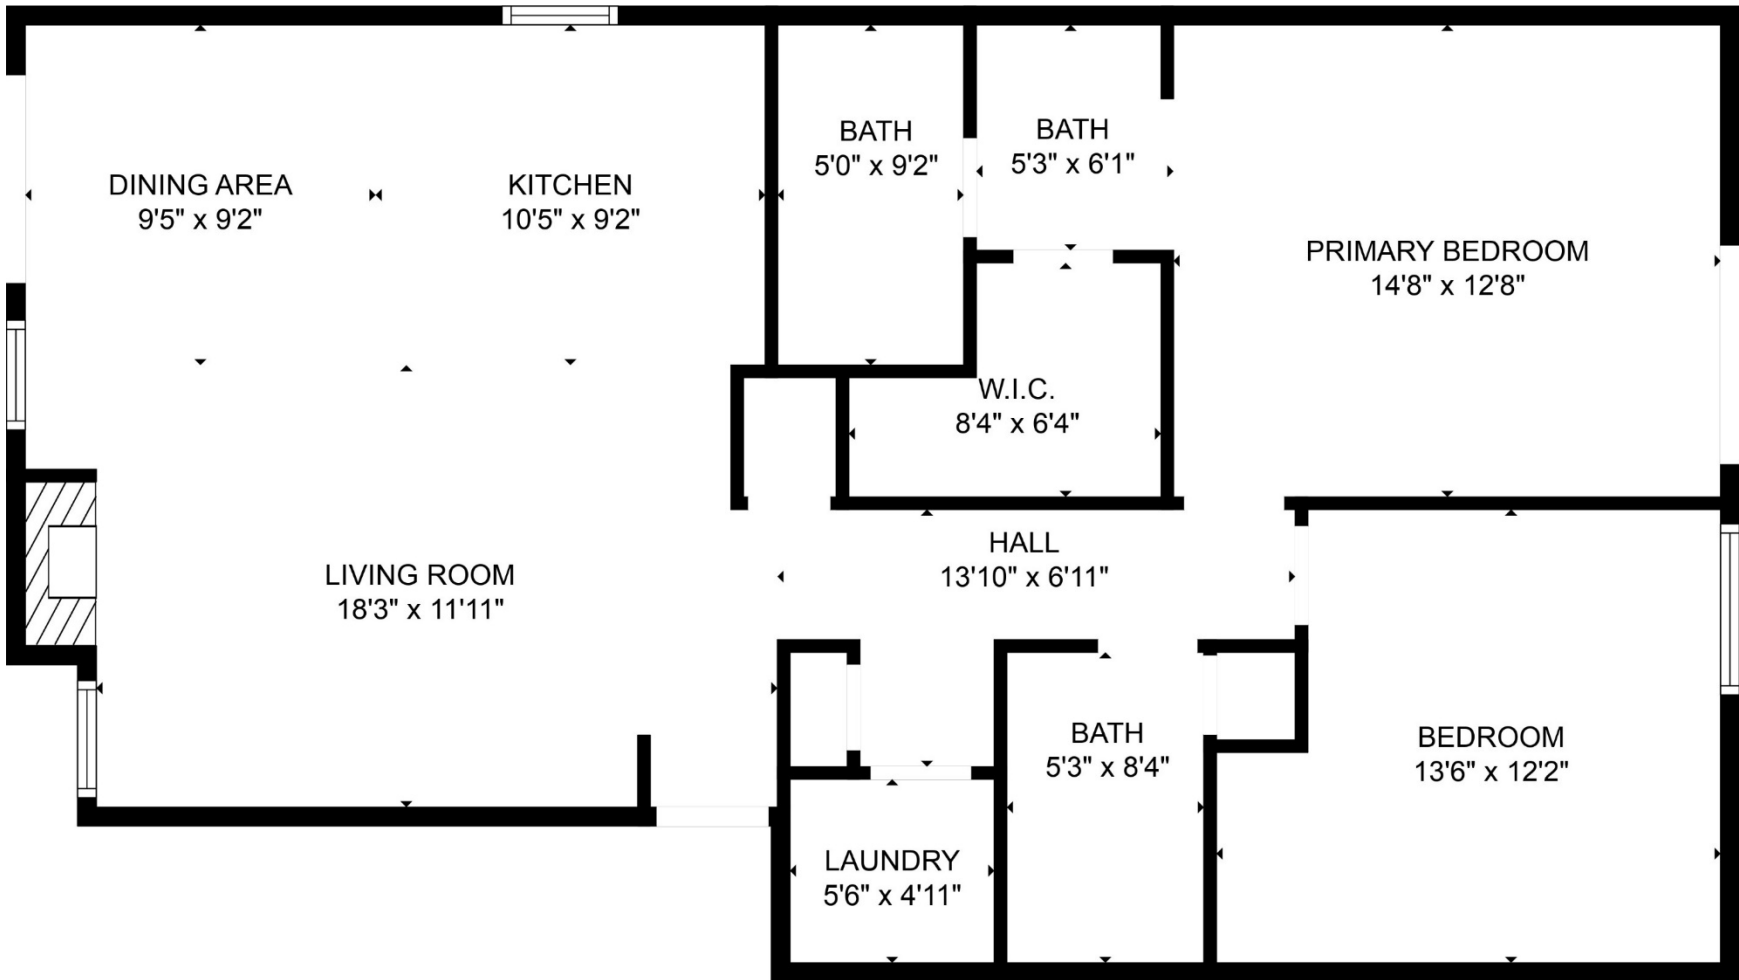 DINING AREA
9'5" x 9'2"
KITCHEN
10'5" x 9'2"
BATH
5'0" x 9'2"
BATH
5'3" x 6'1"
PRIMARY BEDROOM
14'8" x 12'8"
W.I.C.
8'4" x 6'4"
LIVING ROOM
18'3" x 11'11"
HALL
13'10" x 6'11"
BATH
5'3" x 8'4"
BEDROOM
13'6" x 12'2"
LAUNDRY
5'6" x 4'11"